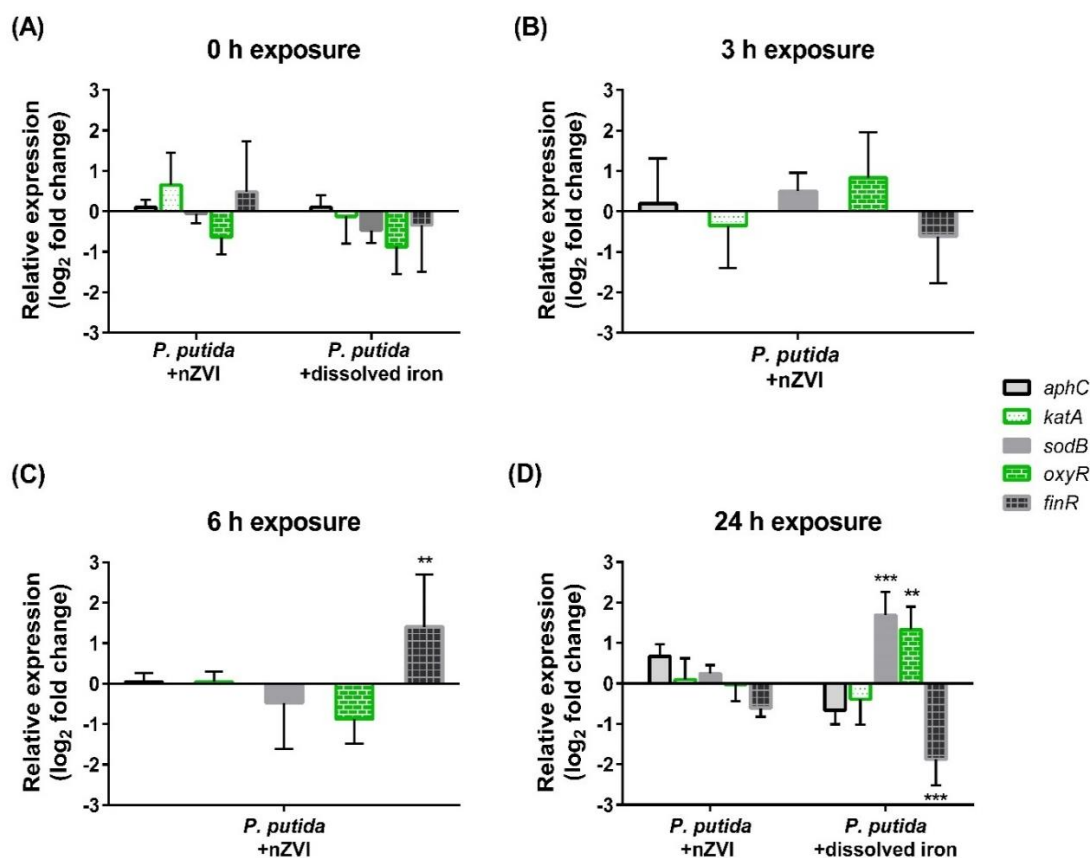 (A)
0 h exposure
Relative expression
(log₂ fold change)
3
2
1
0
-1
-2
-3
P. putida
+nZVI
P. putida
+dissolved iron
(B)
3 h exposure
Relative expression
(log₂ fold change)
3
2
1
0
-1
-2
-3
P. putida
+nZVI
aphC
katA
sodB
oxyR
finR
(C)
6 h exposure
Relative expression
(log₂ fold change)
3
2
1
0
-1
-2
-3
**
P. putida
+nZVI
(D)
24 h exposure
Relative expression
(log₂ fold change)
3
2
1
0
-1
-2
-3
***
**
***
P. putida
+nZVI
P. putida
+dissolved iron